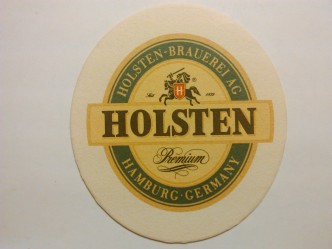 HOLSTEN-BRAUEREI AG
H
HOLSTEN
Premium
HAMBURG·GERMANY